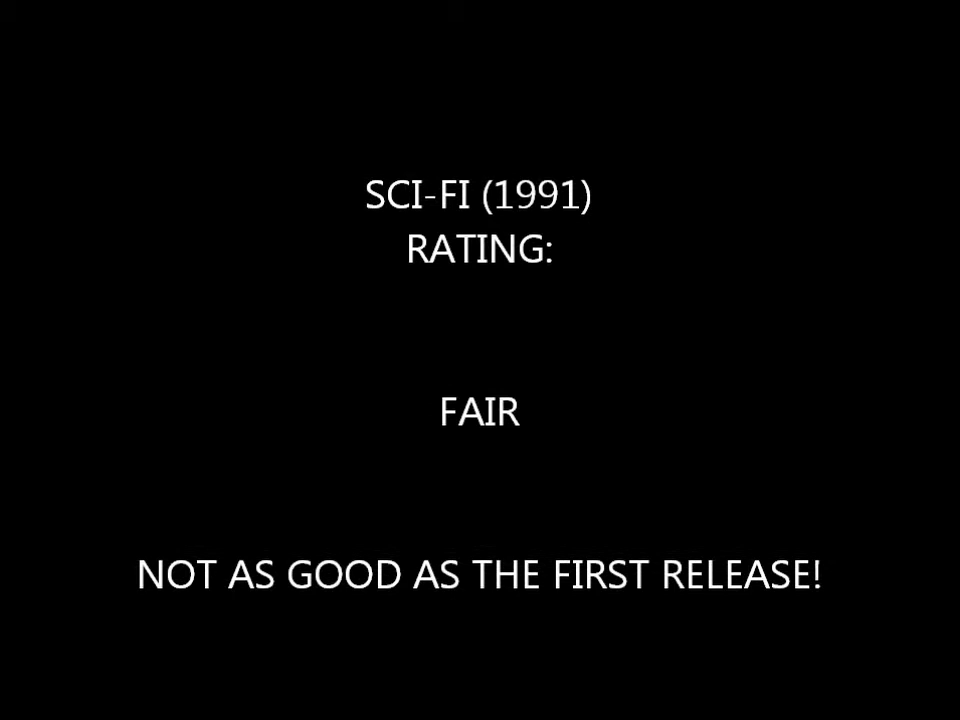 SCI-FI (1991)
RATING:
FAIR
NOT AS GOOD AS THE FIRST RELEASE!